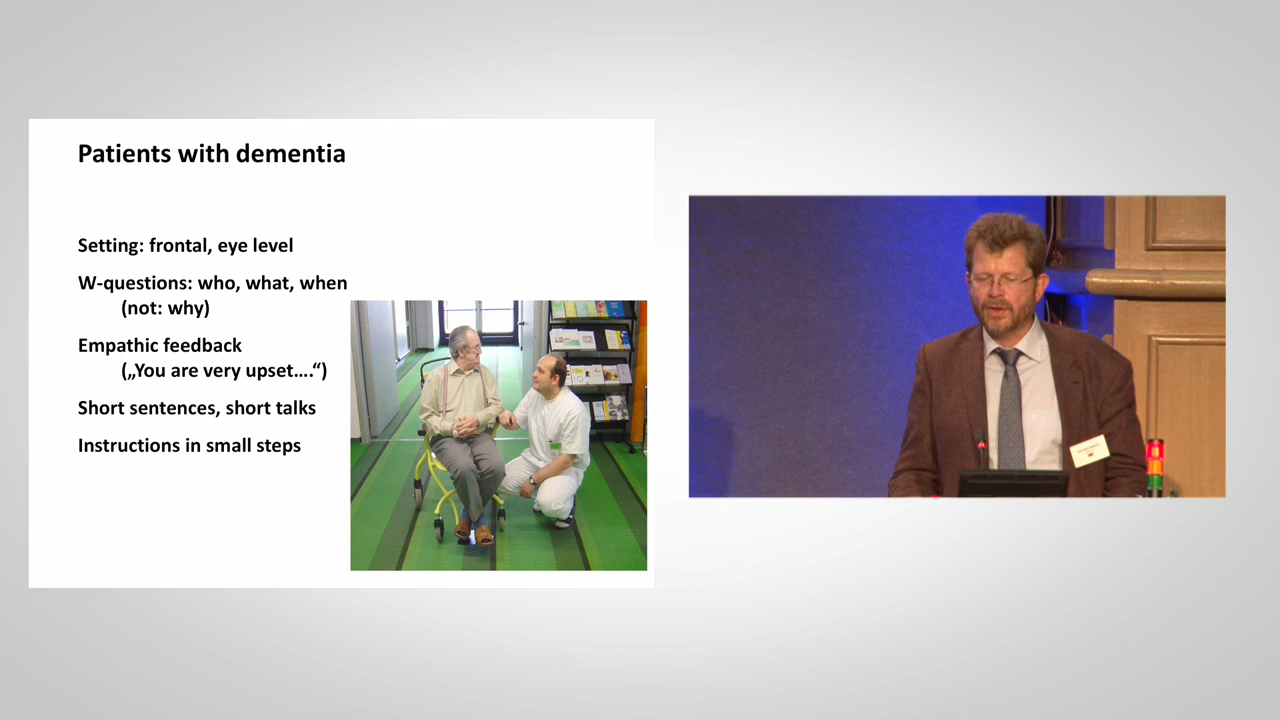 Patients with dementia
Setting: frontal, eye level
W-questions: who, what, when
(not: why)
Empathic feedback
(„You are very upset….“)
Short sentences, short talks
Instructions in small steps